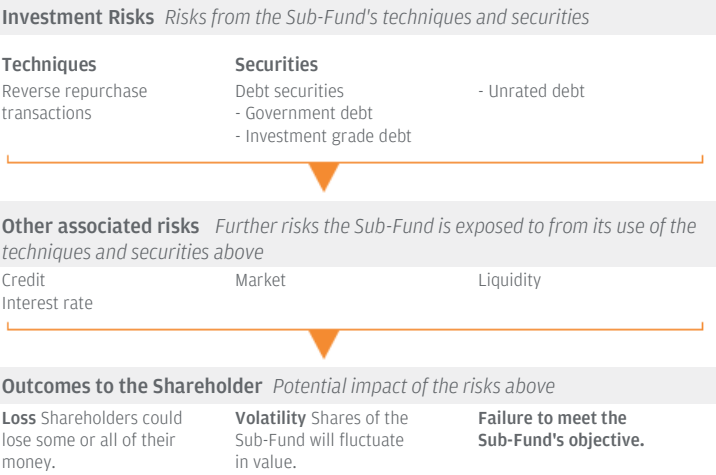 Investment Risks Risks from the Sub-Fund's techniques and securities
Techniques
Reverse repurchase
transactions
Securities
Debt securities
- Government debt
- Investment grade debt
- Unrated debt
Other associated risks Further risks the Sub-Fund is exposed to from its use of the
techniques and securities above
Credit
Interest rate
Market
Liquidity
Outcomes to the Shareholder Potential impact of the risks above
Loss Shareholders could
lose some or all of their
money.
Volatility Shares of the
Sub-Fund will fluctuate
in value.
Failure to meet the
Sub-Fund's objective.